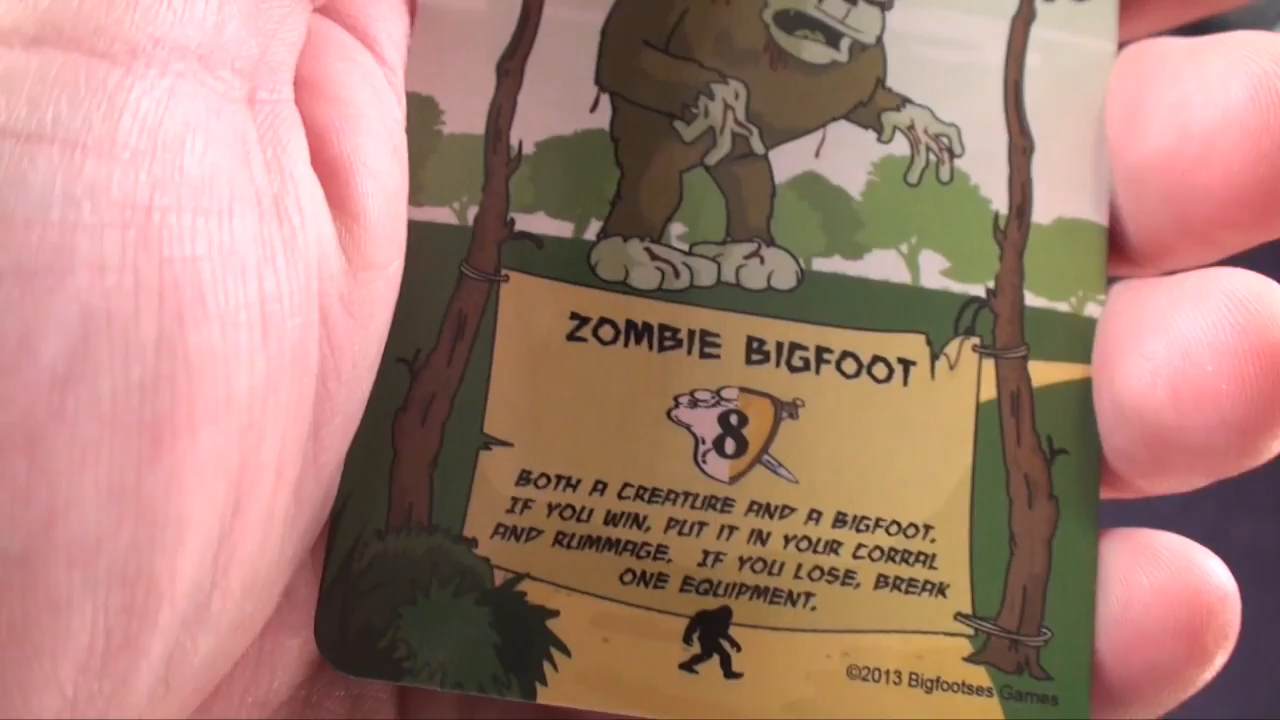 ZOMBIE BIGFOOT
8
BOTH A CREATURE AND A BIGFOOT.
IF YOU WIN, PUT IT IN YOUR CORRAL
AND RUMMAGE. IF YOU LOSE, BREAK
ONE EQUIPMENT.
©2013 Bigfootses Games